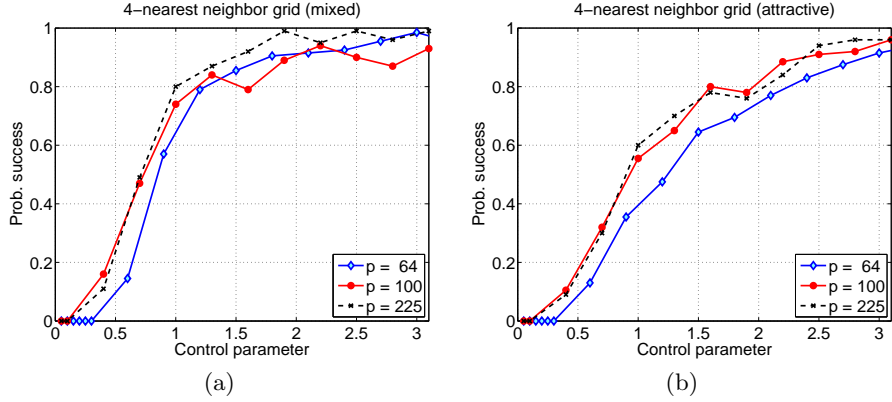 4−nearest neighbor grid (mixed)
1
0.8
0.6
0.4
0.2
0
Prob. success
0 0.5 1 1.5 2 2.5 3
Control parameter
p = 64
p = 100
p = 225
(a)
4−nearest neighbor grid (attractive)
1
0.8
0.6
0.4
0.2
0
Prob. success
0 0.5 1 1.5 2 2.5 3
Control parameter
p = 64
p = 100
p = 225
(b)